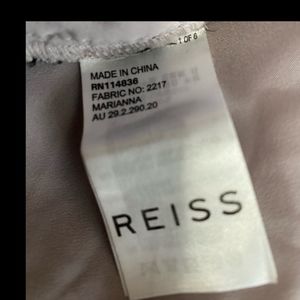 1 OF 6
MADE IN CHINA
RN114836
FABRIC NO: 2217
MARIANNA
AU 29.2.290.20
REISS